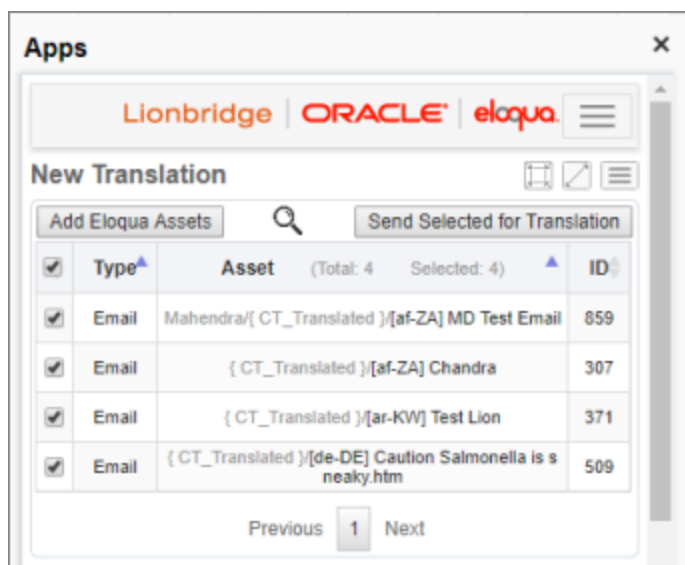 Apps
Lionbridge | ORACLE | eloqua.
New Translation
Add Eloqua Assets Send Selected for Translation
Type Asset (Total: 4 Selected: 4) ID
Email Mahendra/{ CT_Translated }/[af-ZA] MD Test Email 859
Email { CT_Translated }/[af-ZA] Chandra 307
Email { CT_Translated }/[ar-KW] Test Lion 371
Email { CT_Translated }/[de-DE] Caution Salmonella is s 509
neaky.htm
Previous 1 Next